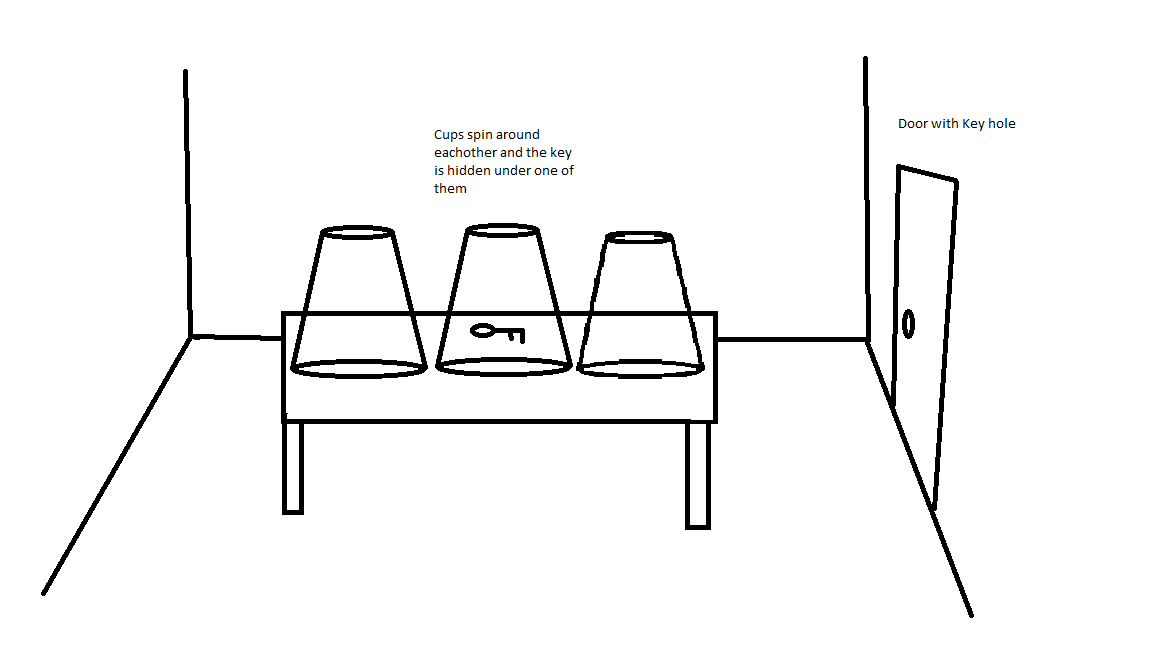 Cups spin around
eachother and the key
is hidden under one of
them
Door with Key hole